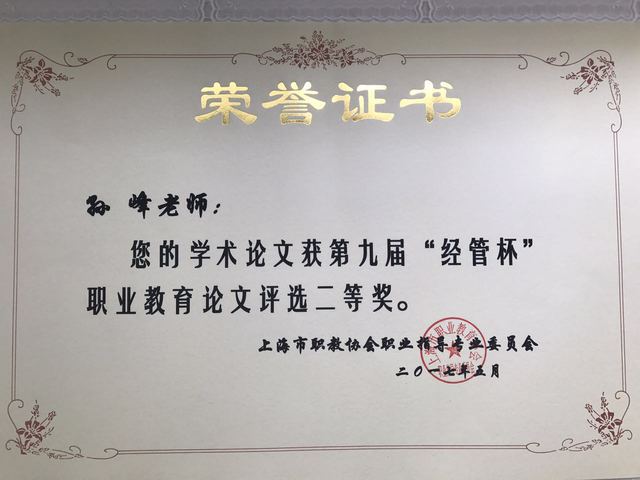 荣誉证书
孙 峰老师：
您的学术论文获第九届“经管杯”
职业教育论文评选二等奖。
上海市职教协会职业指导专业委员会
二〇一七年五月